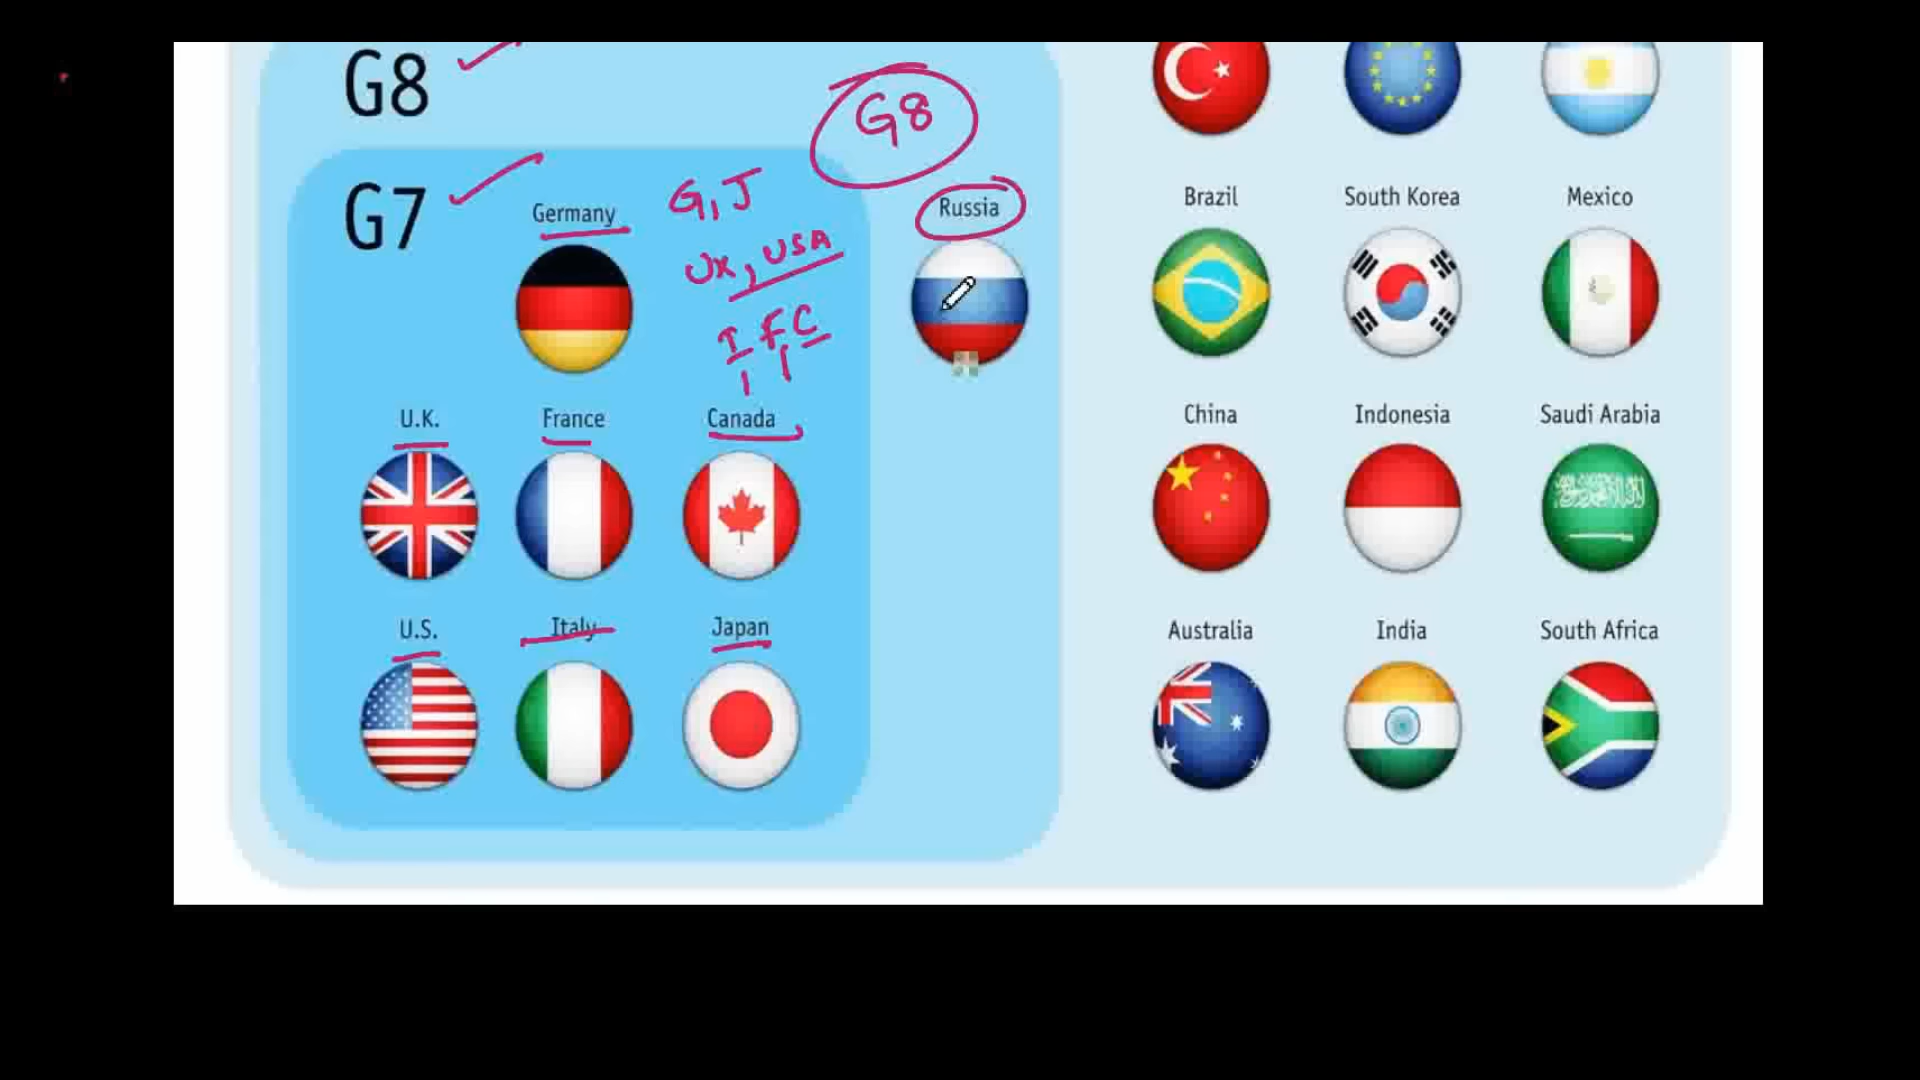 G8
G8
G7
Germany
G, J
Russia
Brazil
South Korea
Mexico
UK, USA
I F C
U.K.
France
Canada
China
Indonesia
Saudi Arabia
U.S.
Italy
Japan
Australia
India
South Africa